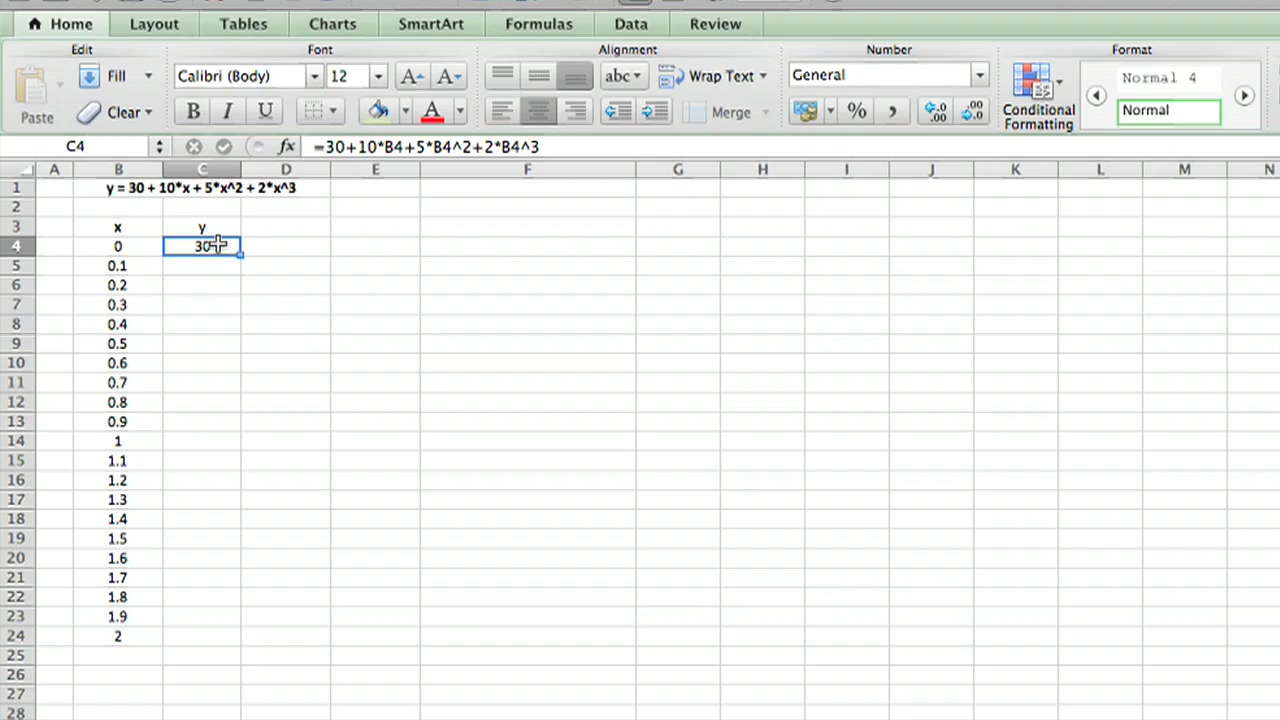 Home Layout Tables Charts SmartArt Formulas Data Review
Edit Font Alignment Number Format
Paste Fill Calibri (Body) 12 A A abc Wrap Text General Normal 4
Clear B I U A Merge % , .0 .00 .00 .0 Conditional Formatting Normal
C4 fx =30+10*B4+5*B4^2+2*B4^3
A B C D E F G H I J K L M N
1 y = 30 + 10*x + 5*x^2 + 2*x^3
2
3 x y
4 0 30
5 0.1
6 0.2
7 0.3
8 0.4
9 0.5
10 0.6
11 0.7
12 0.8
13 0.9
14 1
15 1.1
16 1.2
17 1.3
18 1.4
19 1.5
20 1.6
21 1.7
22 1.8
23 1.9
24 2
25
26
27
28